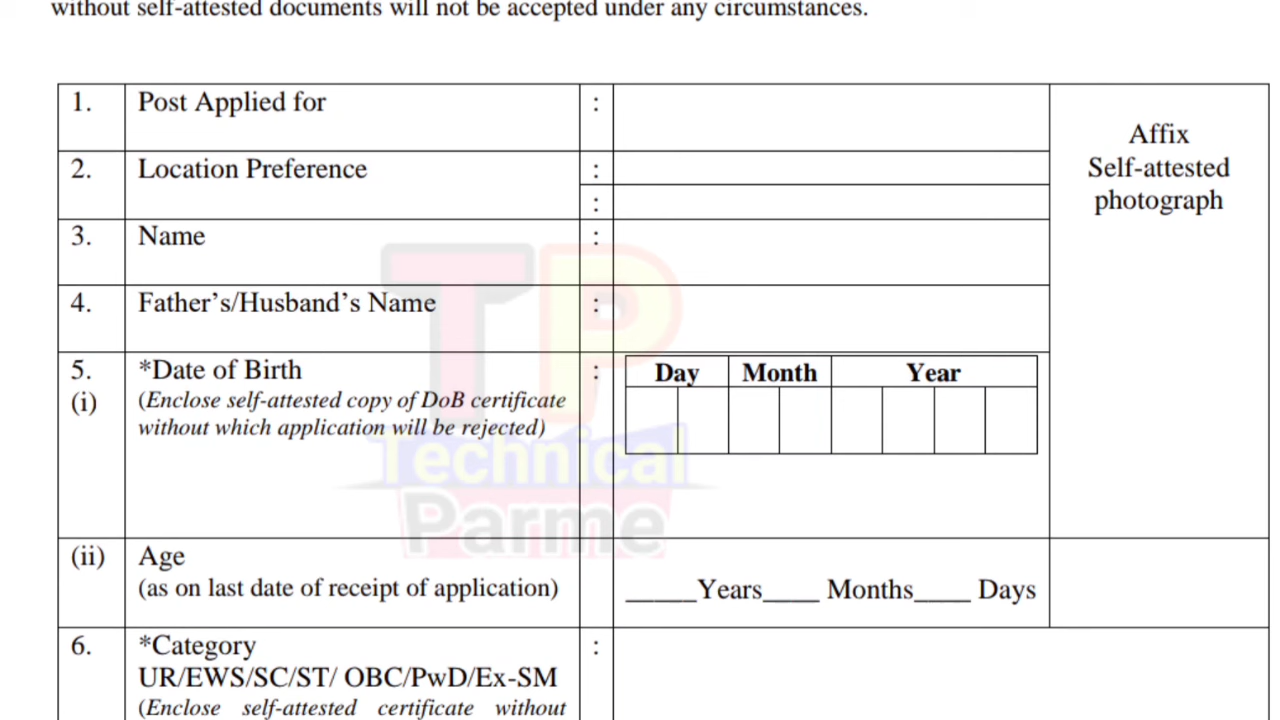 without self-attested documents will not be accepted under any circumstances.
1. Post Applied for :
Affix
Self-attested
photograph
2. Location Preference :
:
3. Name :
4. Father's/Husband's Name :
5. *Date of Birth : Day Month Year
(i) (Enclose self-attested copy of DoB certificate
without which application will be rejected)
TP
Technical
Parme
(ii) Age
(as on last date of receipt of application) _____Years____ Months____ Days
6. *Category :
UR/EWS/SC/ST/ OBC/PwD/Ex-SM
(Enclose self-attested certificate without